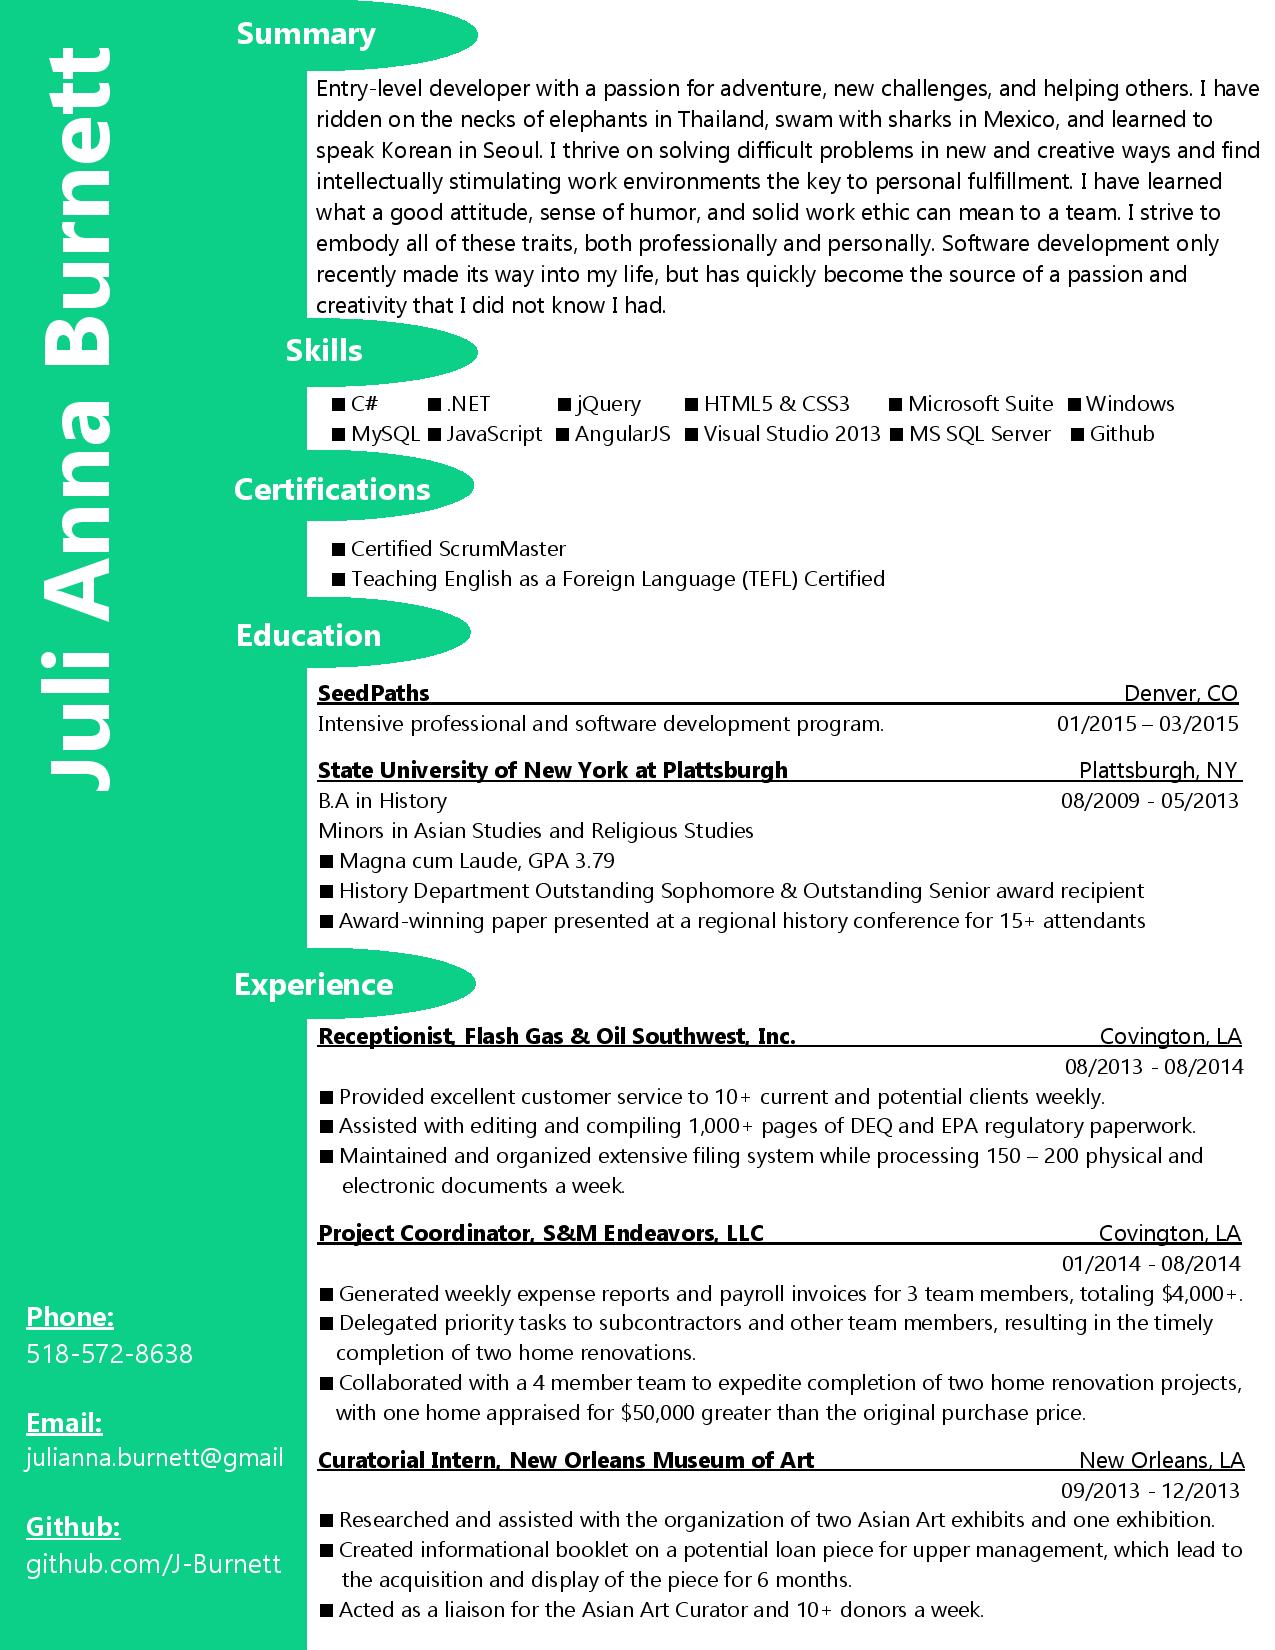 Juli Anna Burnett
Summary
Entry-level developer with a passion for adventure, new challenges, and helping others. I have
ridden on the necks of elephants in Thailand, swam with sharks in Mexico, and learned to
speak Korean in Seoul. I thrive on solving difficult problems in new and creative ways and find
intellectually stimulating work environments the key to personal fulfillment. I have learned
what a good attitude, sense of humor, and solid work ethic can mean to a team. I strive to
embody all of these traits, both professionally and personally. Software development only
recently made its way into my life, but has quickly become the source of a passion and
creativity that I did not know I had.
Skills
■ C# ■ .NET ■ jQuery ■ HTML5 & CSS3 ■ Microsoft Suite ■ Windows
■ MySQL ■ JavaScript ■ AngularJS ■ Visual Studio 2013 ■ MS SQL Server ■ Github
Certifications
■ Certified ScrumMaster
■ Teaching English as a Foreign Language (TEFL) Certified
Education
SeedPaths Denver, CO
Intensive professional and software development program. 01/2015 – 03/2015
State University of New York at Plattsburgh Plattsburgh, NY
B.A in History 08/2009 - 05/2013
Minors in Asian Studies and Religious Studies
■ Magna cum Laude, GPA 3.79
■ History Department Outstanding Sophomore & Outstanding Senior award recipient
■ Award-winning paper presented at a regional history conference for 15+ attendants
Experience
Receptionist, Flash Gas & Oil Southwest, Inc. Covington, LA
08/2013 - 08/2014
■ Provided excellent customer service to 10+ current and potential clients weekly.
■ Assisted with editing and compiling 1,000+ pages of DEQ and EPA regulatory paperwork.
■ Maintained and organized extensive filing system while processing 150 – 200 physical and
electronic documents a week.
Project Coordinator, S&M Endeavors, LLC Covington, LA
01/2014 - 08/2014
■ Generated weekly expense reports and payroll invoices for 3 team members, totaling $4,000+.
■ Delegated priority tasks to subcontractors and other team members, resulting in the timely
completion of two home renovations.
■ Collaborated with a 4 member team to expedite completion of two home renovation projects,
with one home appraised for $50,000 greater than the original purchase price.
Curatorial Intern, New Orleans Museum of Art New Orleans, LA
09/2013 - 12/2013
■ Researched and assisted with the organization of two Asian Art exhibits and one exhibition.
■ Created informational booklet on a potential loan piece for upper management, which lead to
the acquisition and display of the piece for 6 months.
■ Acted as a liaison for the Asian Art Curator and 10+ donors a week.
Phone:
518-572-8638
Email:
julianna.burnett@gmail
Github:
github.com/J-Burnett